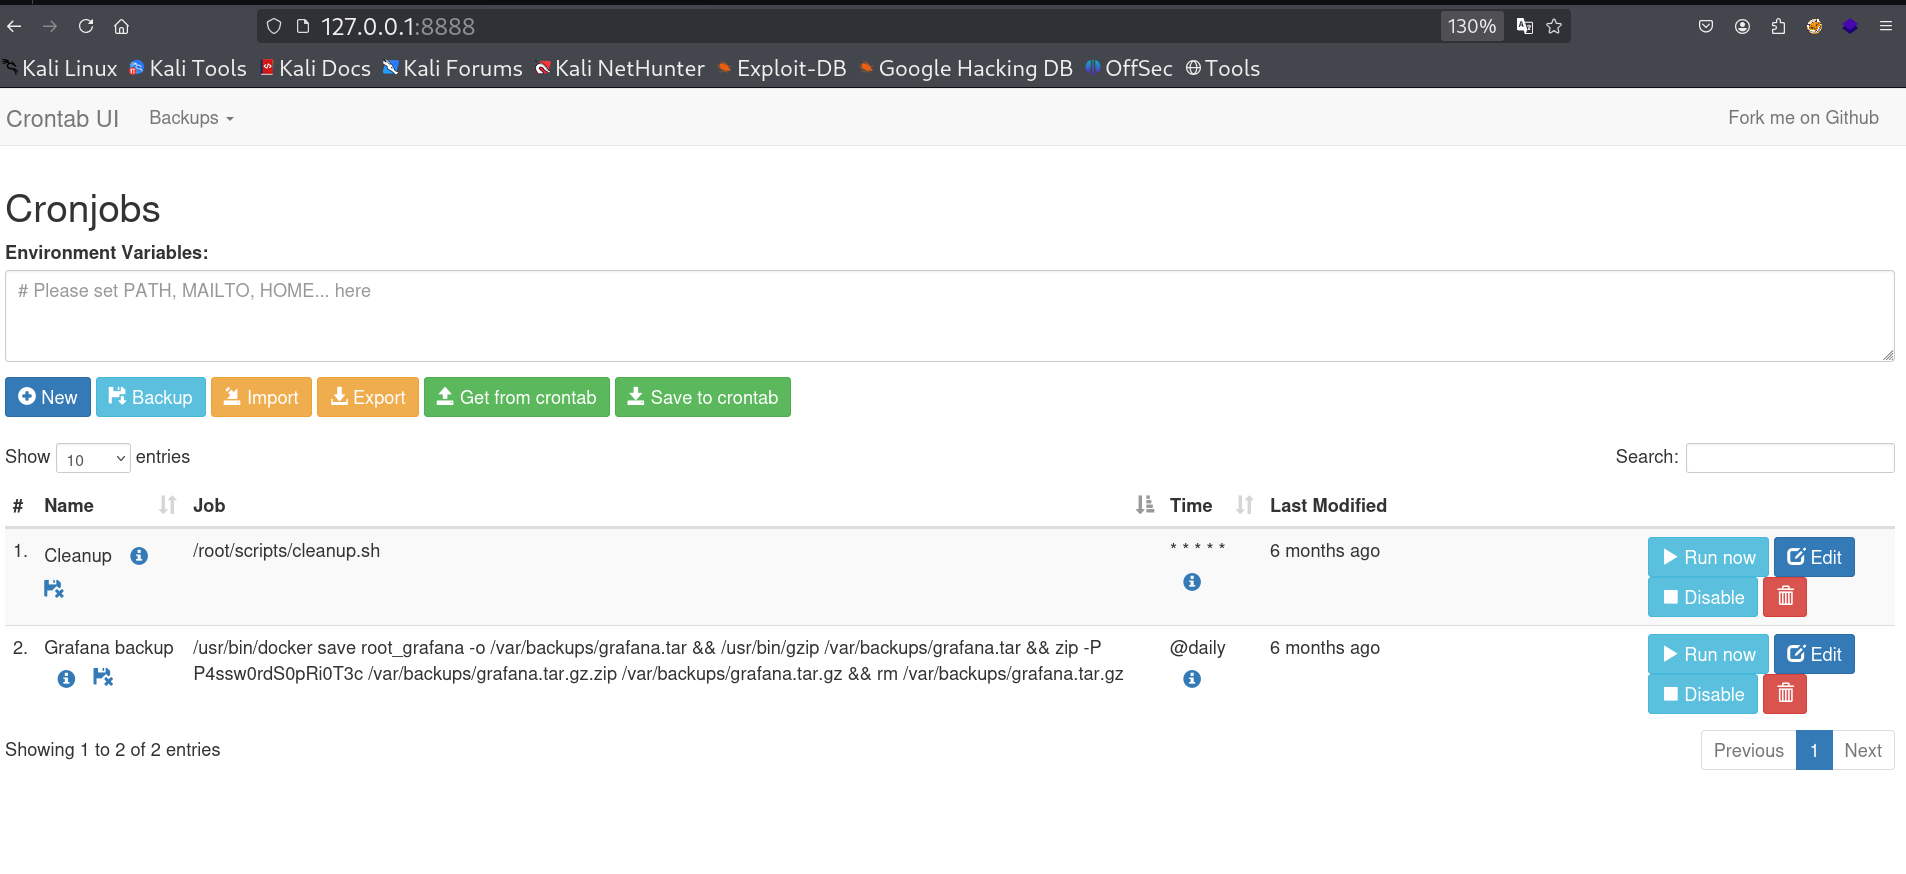 127.0.0.1:8888
130%
Kali Linux Kali Tools Kali Docs Kali Forums Kali NetHunter Exploit-DB Google Hacking DB OffSec Tools
Crontab UI Backups Fork me on Github
Cronjobs
Environment Variables:
# Please set PATH, MAILTO, HOME... here
New Backup Import Export Get from crontab Save to crontab
Show 10 entries Search:
# Name Job Time Last Modified
1. Cleanup /root/scripts/cleanup.sh * * * * * 6 months ago Run now Edit
Disable
2. Grafana backup /usr/bin/docker save root_grafana -o /var/backups/grafana.tar && /usr/bin/gzip /var/backups/grafana.tar && zip -P @daily 6 months ago Run now Edit
P4ssw0rdS0pRi0T3c /var/backups/grafana.tar.gz.zip /var/backups/grafana.tar.gz && rm /var/backups/grafana.tar.gz Disable
Showing 1 to 2 of 2 entries Previous 1 Next